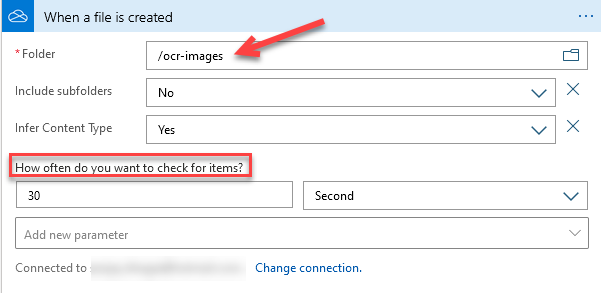 When a file is created
* Folder /ocr-images
Include subfolders No
Infer Content Type Yes
How often do you want to check for items?
30 Second
Add new parameter
Connected to Change connection.